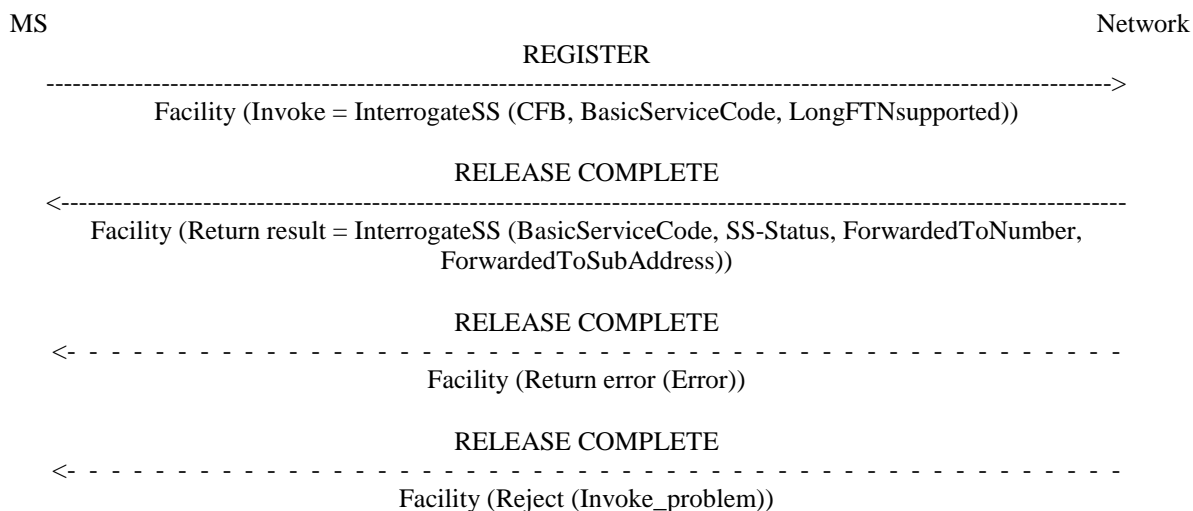 MS Network
REGISTER
------------------------------------------------------------------------------------------------------------------------>
Facility (Invoke = InterrogateSS (CFB, BasicServiceCode, LongFTNsupported))
RELEASE COMPLETE
<------------------------------------------------------------------------------------------------------------------------
Facility (Return result = InterrogateSS (BasicServiceCode, SS-Status, ForwardedToNumber,
ForwardedToSubAddress))
RELEASE COMPLETE
<- - - - - - - - - - - - - - - - - - - - - - - - - - - - - - - - - - - - - - - - - - - - - - - - -
Facility (Return error (Error))
RELEASE COMPLETE
<- - - - - - - - - - - - - - - - - - - - - - - - - - - - - - - - - - - - - - - - - - - - - - - - -
Facility (Reject (Invoke_problem))